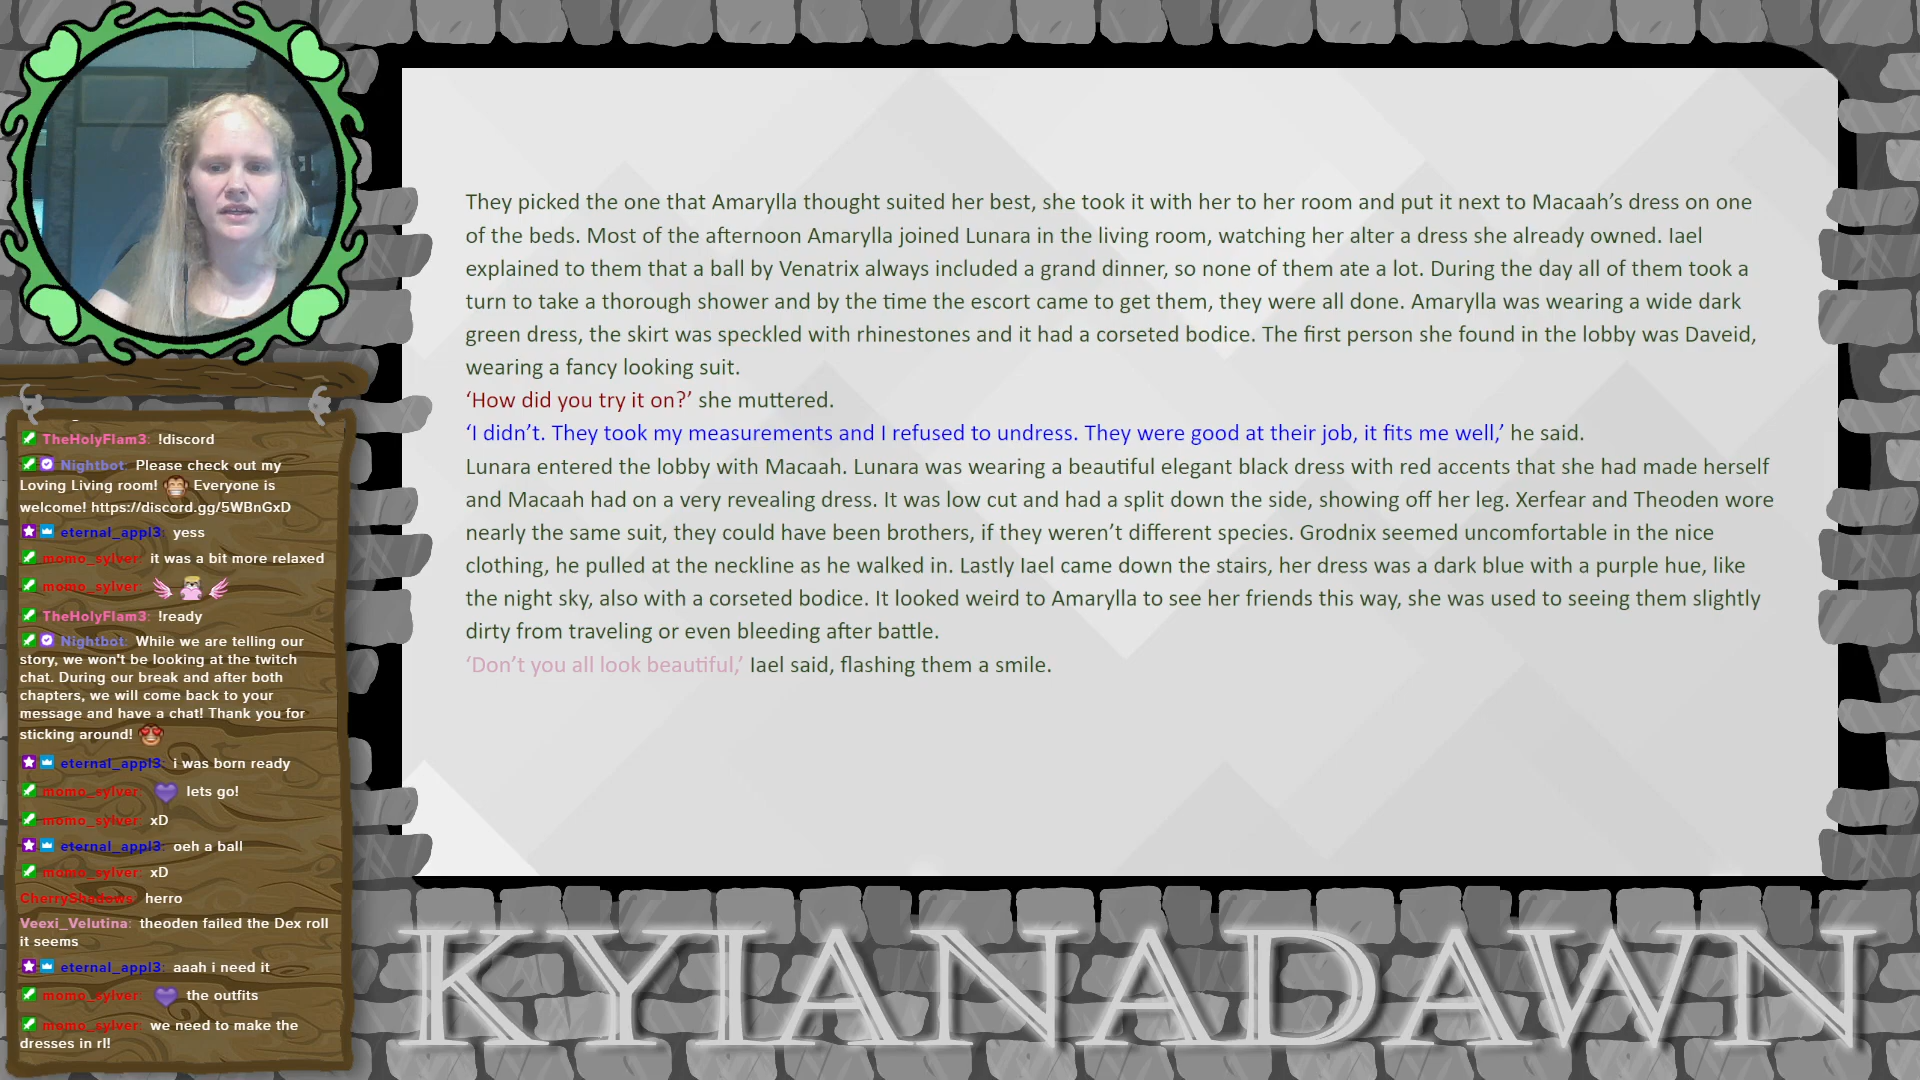 They picked the one that Amarylla thought suited her best, she took it with her to her room and put it next to Macaah’s dress on one
of the beds. Most of the afternoon Amarylla joined Lunara in the living room, watching her alter a dress she already owned. Iael
explained to them that a ball by Venatrix always included a grand dinner, so none of them ate a lot. During the day all of them took a
turn to take a thorough shower and by the time the escort came to get them, they were all done. Amarylla was wearing a wide dark
green dress, the skirt was speckled with rhinestones and it had a corseted bodice. The first person she found in the lobby was Daveid,
wearing a fancy looking suit.
‘How did you try it on?’ she muttered.
‘I didn’t. They took my measurements and I refused to undress. They were good at their job, it fits me well,’ he said.
Lunara entered the lobby with Macaah. Lunara was wearing a beautiful elegant black dress with red accents that she had made herself
and Macaah had on a very revealing dress. It was low cut and had a split down the side, showing off her leg. Xerfear and Theoden wore
nearly the same suit, they could have been brothers, if they weren’t different species. Grodnix seemed uncomfortable in the nice
clothing, he pulled at the neckline as he walked in. Lastly Iael came down the stairs, her dress was a dark blue with a purple hue, like
the night sky, also with a corseted bodice. It looked weird to Amarylla to see her friends this way, she was used to seeing them slightly
dirty from traveling or even bleeding after battle.
‘Don’t you all look beautiful,’ Iael said, flashing them a smile.
TheHolyFlam3: !discord
Nightbot: Please check out my
Loving Living room! Everyone is
welcome! https://discord.gg/5WBnGxD
eternal_appl3: yess
momo_sylver: it was a bit more relaxed
momo_sylver:
TheHolyFlam3: !ready
Nightbot: While we are telling our
story, we won't be looking at the twitch
chat. During our break and after both
chapters, we will come back to your
message and have a chat! Thank you for
sticking around!
eternal_appl3: i was born ready
momo_sylver: lets go!
momo_sylver: xD
eternal_appl3: oeh a ball
momo_sylver: xD
CherryShadows: herro
Veexi_Velutina: theoden failed the Dex roll
it seems
eternal_appl3: aaah i need it
momo_sylver: the outfits
momo_sylver: we need to make the
dresses in rl!
KYIANADAWN